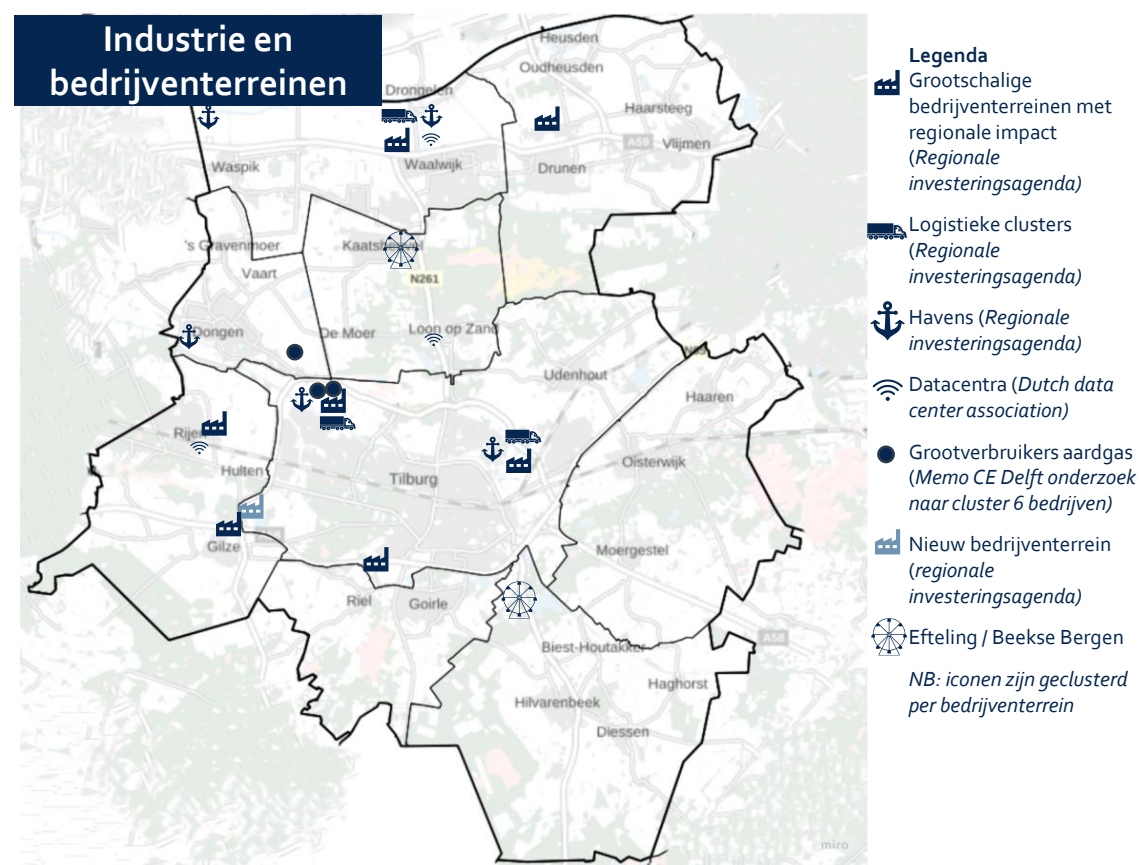 Industrie en
bedrijventerreinen
Heusden
Oudheusden
Drongelen
Haarsteeg
A59
Vlijmen
Waspik
Waalwijk
Drunen
's Gravenmoer
Kaatsheuvel
Vaart
N261
Dongen
De Moer
Loon op Zand
Udenhout
Haaren
Rijen
Hulten
Tilburg
Oisterwijk
Gilze
Moergestel
Riel
Goirle
A58
Biest-Houtakker
Haghorst
Hilvarenbeek
Diessen
miro
Legenda
Grootschalige
bedrijventerreinen met
regionale impact
(Regionale
investeringsagenda)
Logistieke clusters
(Regionale
investeringsagenda)
Havens (Regionale
investeringsagenda)
Datacentra (Dutch data
center association)
Grootverbruikers aardgas
(Memo CE Delft onderzoek
naar cluster 6 bedrijven)
Nieuw bedrijventerrein
(regionale
investeringsagenda)
Efteling / Beekse Bergen
NB: iconen zijn geclusterd
per bedrijventerrein